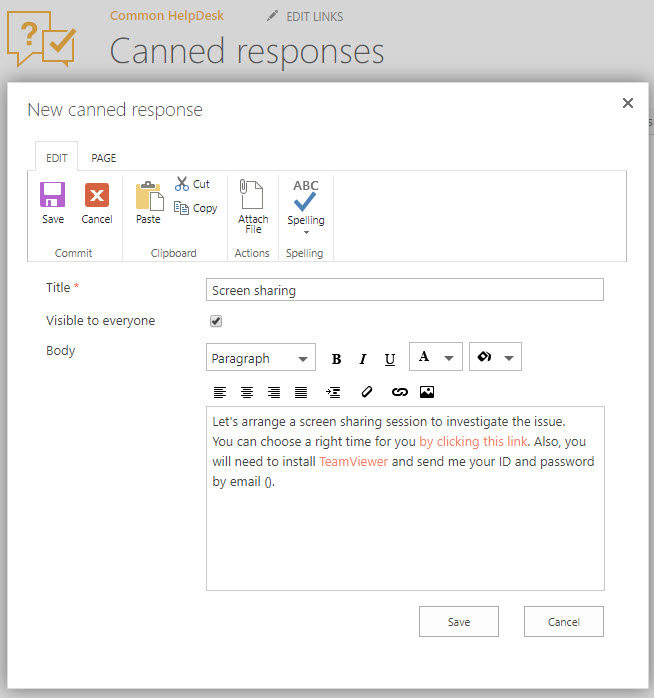 Common HelpDesk
EDIT LINKS
?
Canned responses
s
New canned response
EDIT PAGE
Save
Cancel
Paste
Cut
Copy
Attach
File
ABC
Spelling
Commit
Clipboard
Actions
Spelling
Title *
Screen sharing
Visible to everyone
Body
Paragraph
B I U A
Let's arrange a screen sharing session to investigate the issue.
You can choose a right time for you by clicking this link. Also, you
will need to install TeamViewer and send me your ID and password
by email ().
Save
Cancel